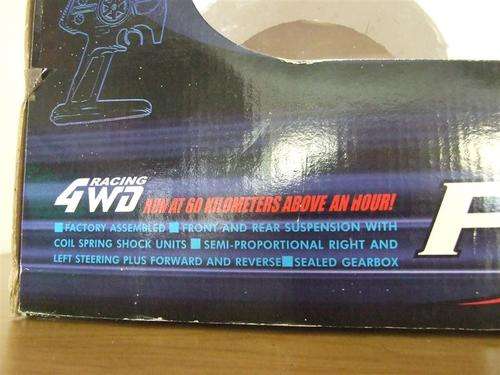 RACING
4WD RUN AT 60 KILOMETERS ABOVE AN HOUR!
FACTORY ASSEMBLED FRONT AND REAR SUSPENSION WITH
COIL SPRING SHOCK UNITS SEMI-PROPORTIONAL RIGHT AND
LEFT STEERING PLUS FORWARD AND REVERSE SEALED GEARBOX